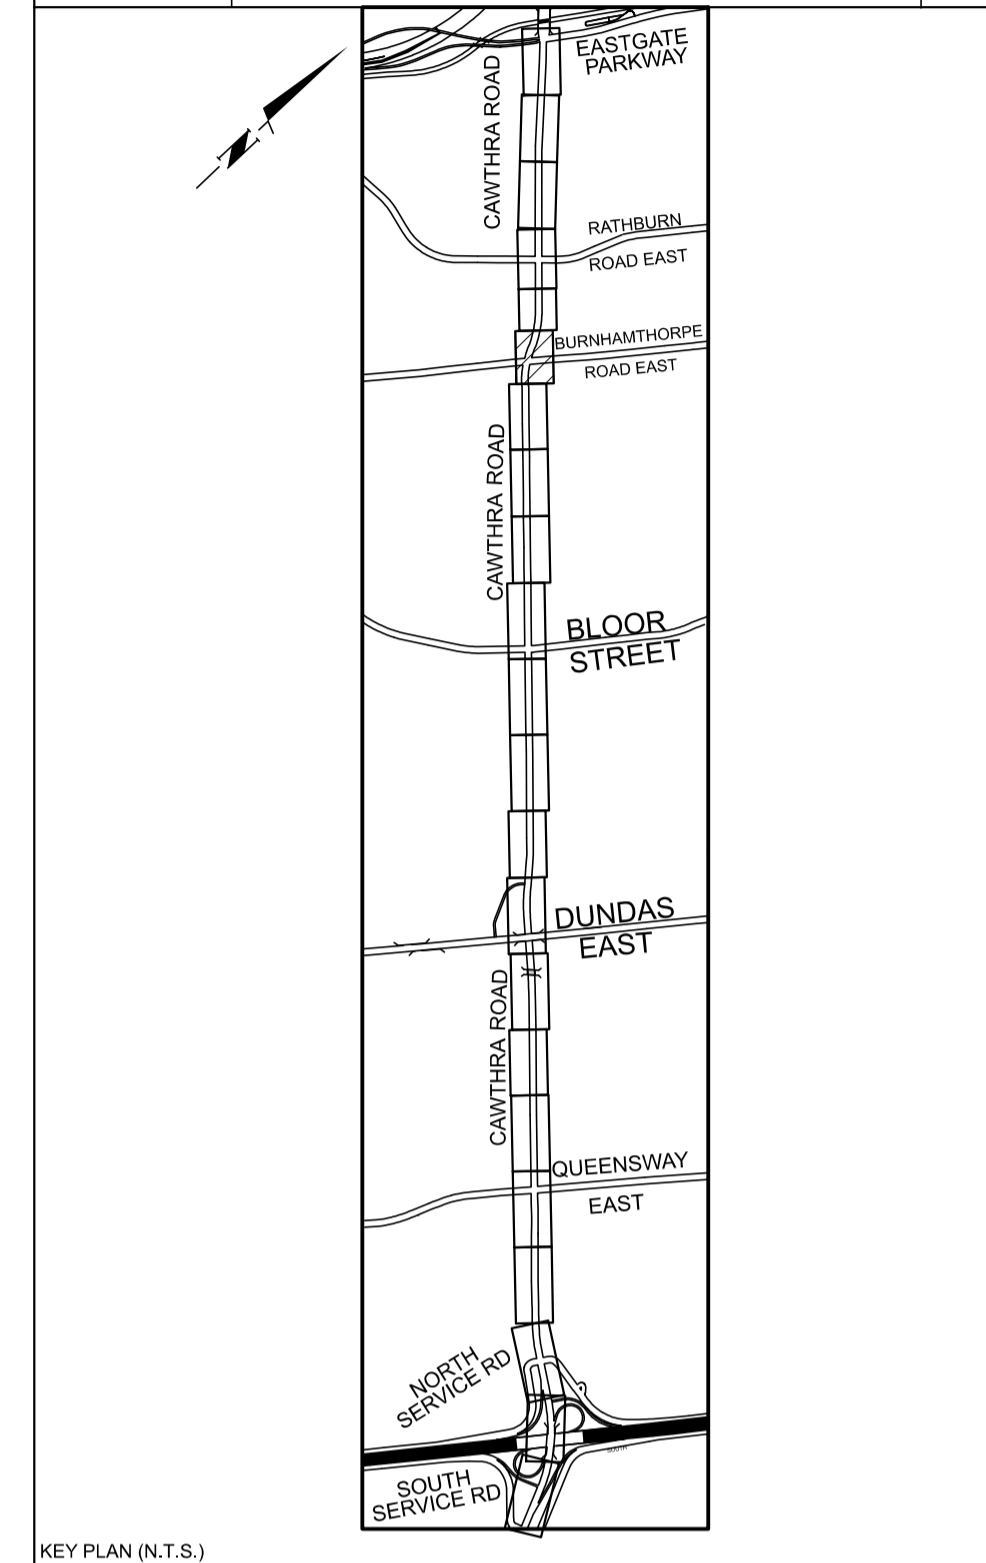 EASTGATE
PARKWAY
CAWTHRA ROAD
N
RATHBURN
ROAD EAST
BURNHAMTHORPE
ROAD EAST
CAWTHRA ROAD
BLOOR
STREET
DUNDAS
EAST
CAWTHRA ROAD
QUEENSWAY
EAST
NORTH
SERVICE RD
SOUTH
SOUTH
SERVICE RD
KEY PLAN (N.T.S.)